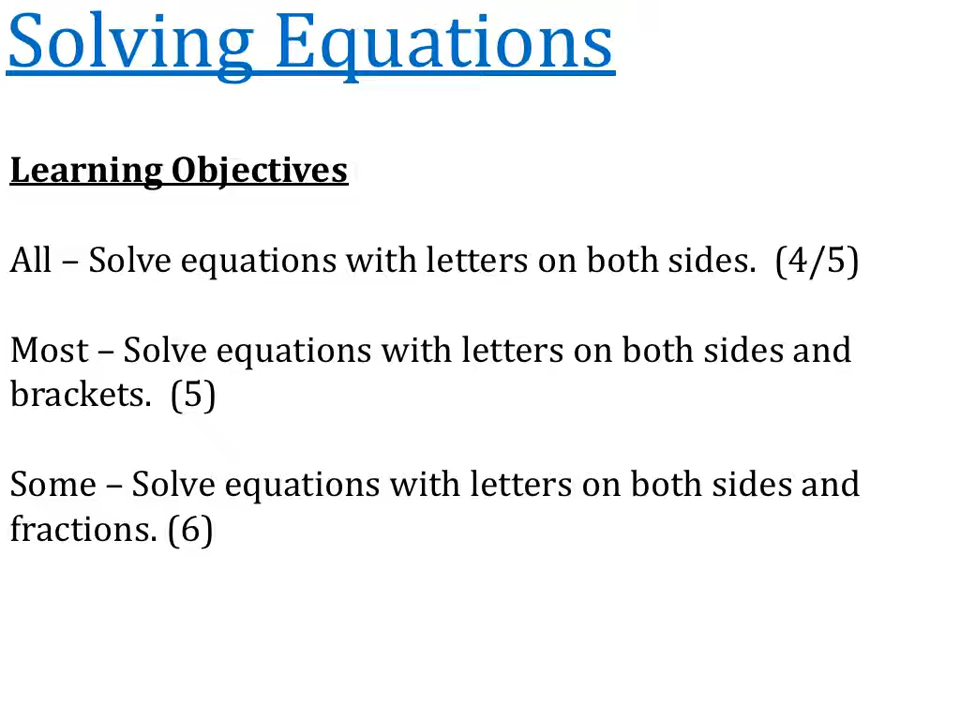 Solving Equations
Learning Objectives
All – Solve equations with letters on both sides.  (4/5)
Most – Solve equations with letters on both sides and
brackets.  (5)
Some – Solve equations with letters on both sides and
fractions. (6)